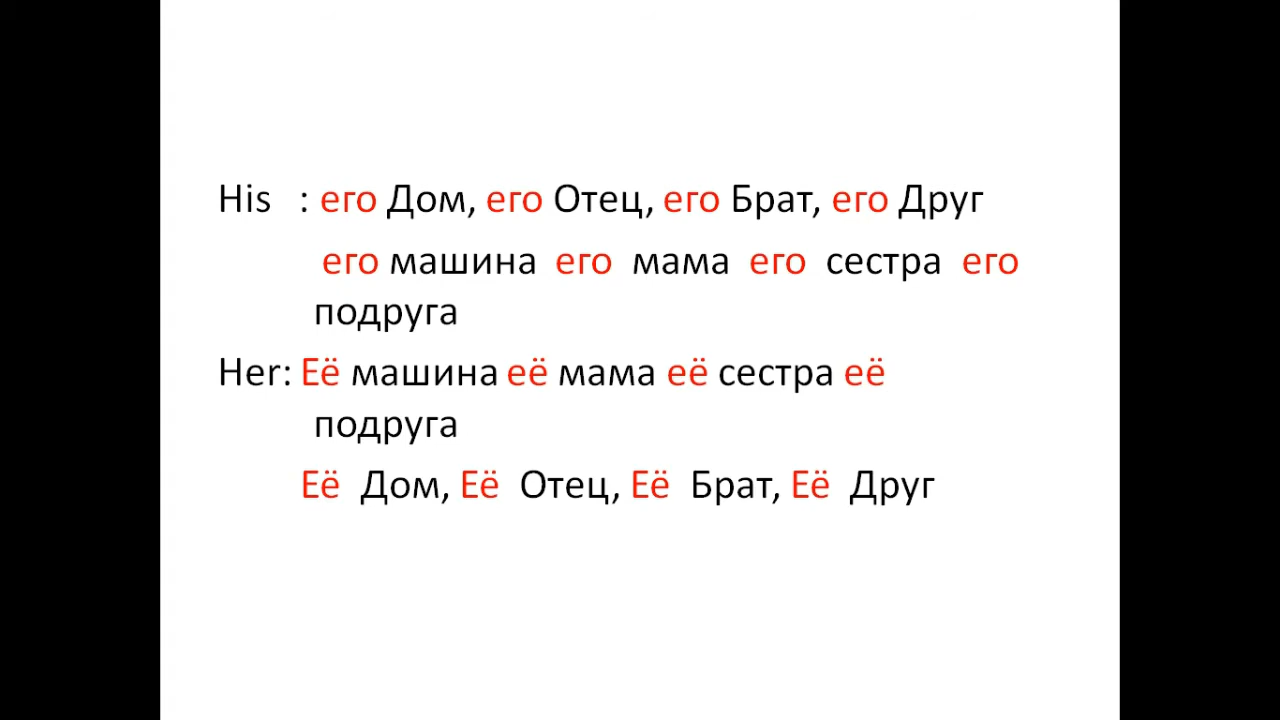 His : его Дом, его Отец, его Брат, его Друг
его машина его мама его сестра его
подруга
Her: Её машина её мама её сестра её
подруга
Её Дом, Её Отец, Её Брат, Её Друг